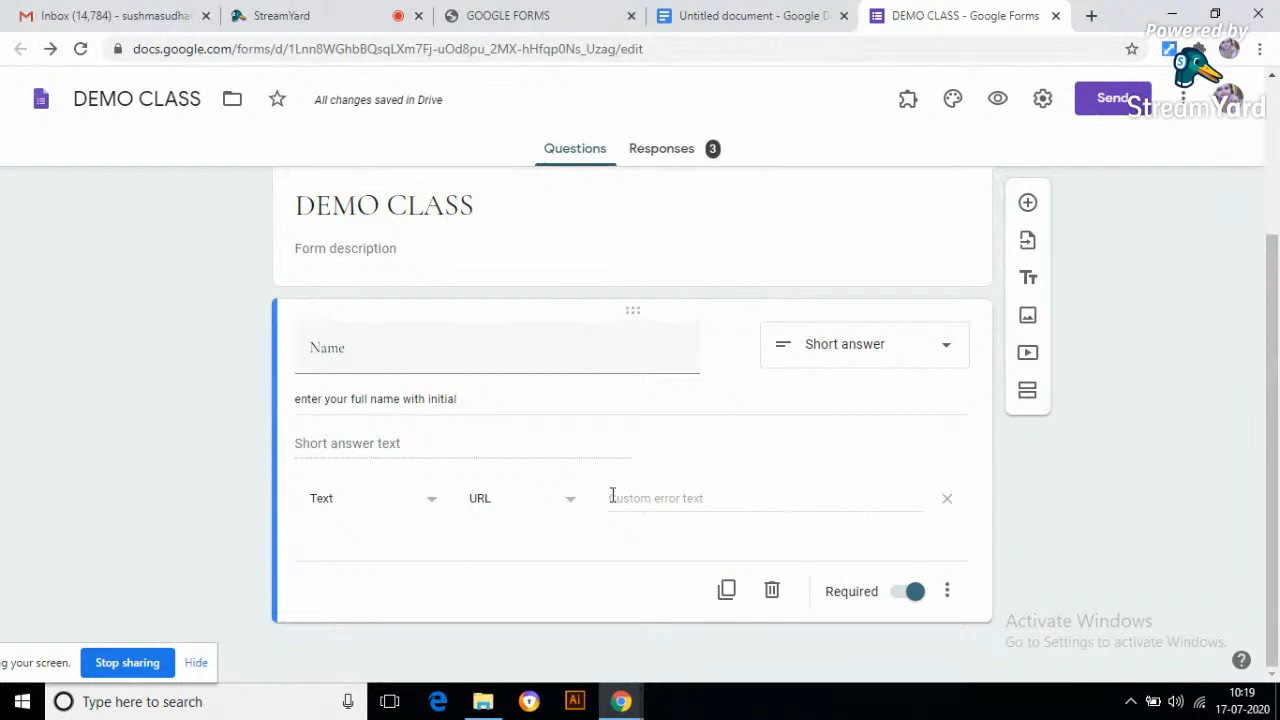 Inbox (14,784) - sushmasudha
StreamYard
GOOGLE FORMS
Untitled document - Google D
DEMO CLASS - Google Forms
docs.google.com/forms/d/1Lnn8WGhbBQsqLXm7Fj-uOd8pu_2MX-hHfqp0Ns_Uzag/edit
Powered by
StreamYard
DEMO CLASS
All changes saved in Drive
Send
Questions
Responses 3
DEMO CLASS
Form description
Name
Short answer
enter your full name with initial
Short answer text
Text
URL
Custom error text
Required
Activate Windows
Go to Settings to activate Windows.
g your screen.
Stop sharing
Hide
Type here to search
Ai
10:19
17-07-2020